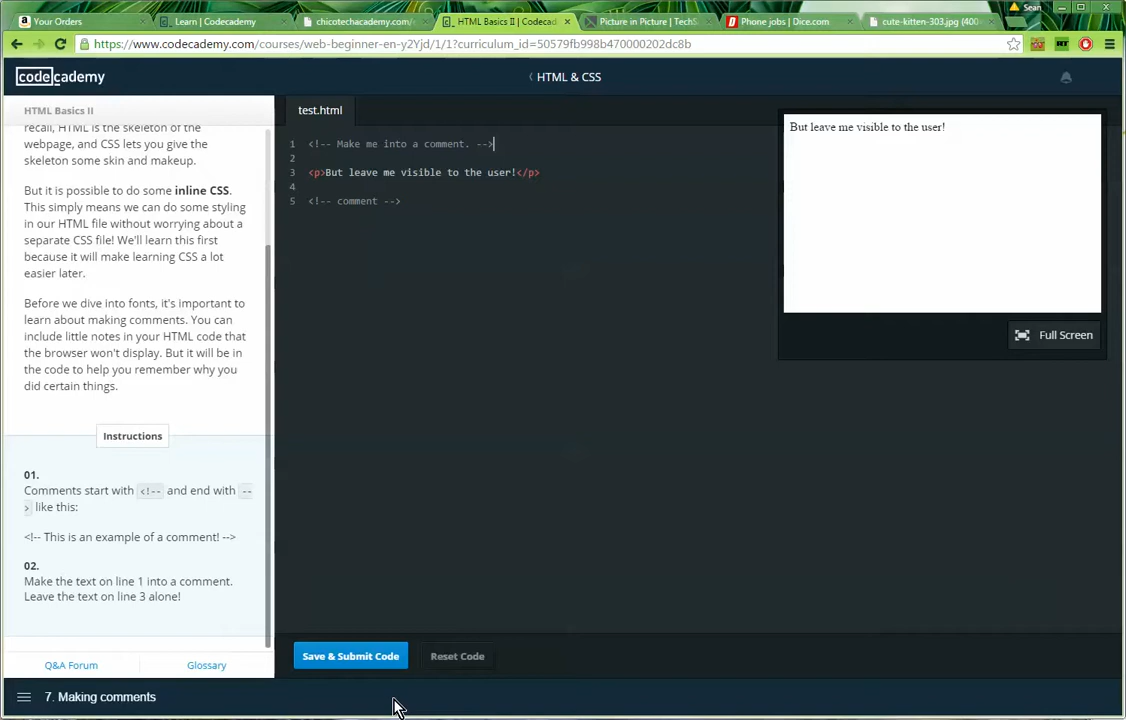 Your Orders
Learn | Codecademy
chicotechacademy.com/e
HTML Basics II | Codecad
Picture in Picture | TechS
Phone jobs | Dice.com
cute-kitten-303.jpg (400
Sean
https://www.codecademy.com/courses/web-beginner-en-y2Yjd/1/1?curriculum_id=50579fb998b470000202dc8b
codecademy
HTML & CSS
HTML Basics II
recall, HTML is the skeleton of the
webpage, and CSS lets you give the
skeleton some skin and makeup.
But it is possible to do some inline CSS.
This simply means we can do some styling
in our HTML file without worrying about a
separate CSS file! We'll learn this first
because it will make learning CSS a lot
easier later.
Before we dive into fonts, it's important to
learn about making comments. You can
include little notes in your HTML code that
the browser won't display. But it will be in
the code to help you remember why you
did certain things.
Instructions
01.
Comments start with <!-- and end with --
> like this:
<!-- This is an example of a comment! -->
02.
Make the text on line 1 into a comment.
Leave the text on line 3 alone!
Q&A Forum
Glossary
test.html
1 <!-- Make me into a comment. -->
2
3 <p>But leave me visible to the user!</p>
4
5 <!-- comment -->
But leave me visible to the user!
Full Screen
Save & Submit Code
Reset Code
7. Making comments